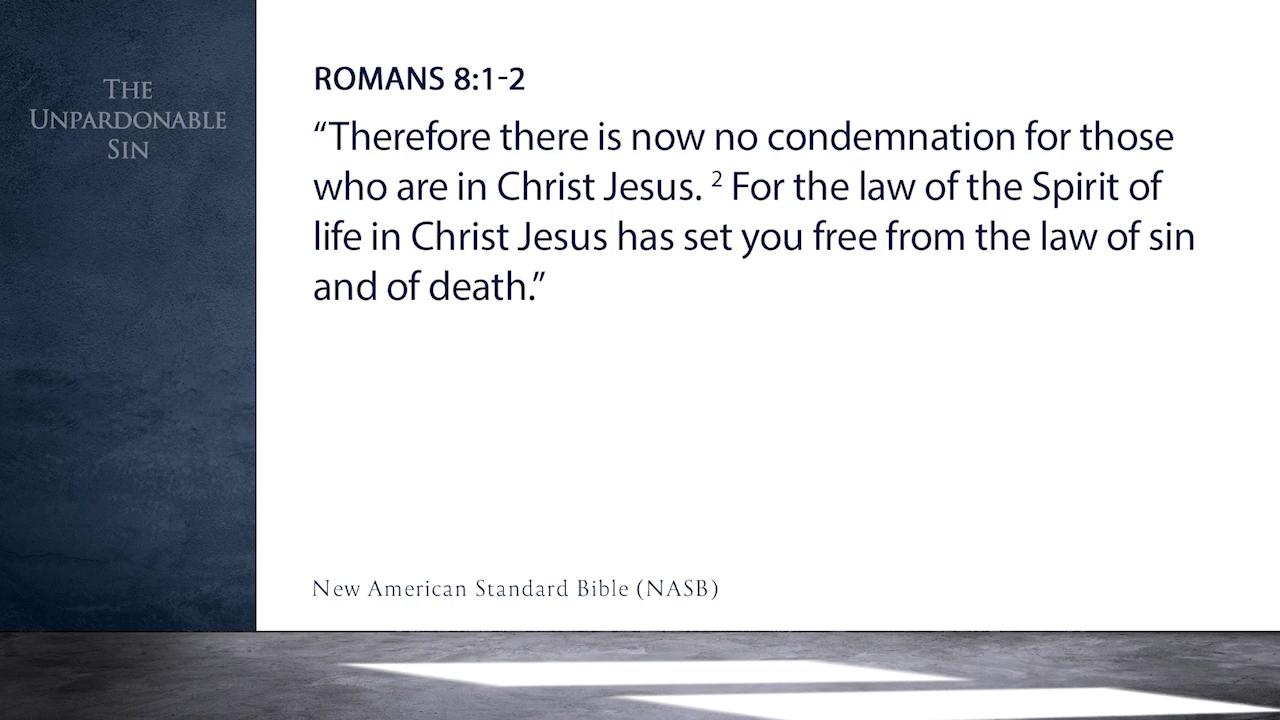 The
Unpardonable
Sin
ROMANS 8:1-2
“Therefore there is now no condemnation for those
who are in Christ Jesus. ² For the law of the Spirit of
life in Christ Jesus has set you free from the law of sin
and of death.”
New American Standard Bible (NASB)